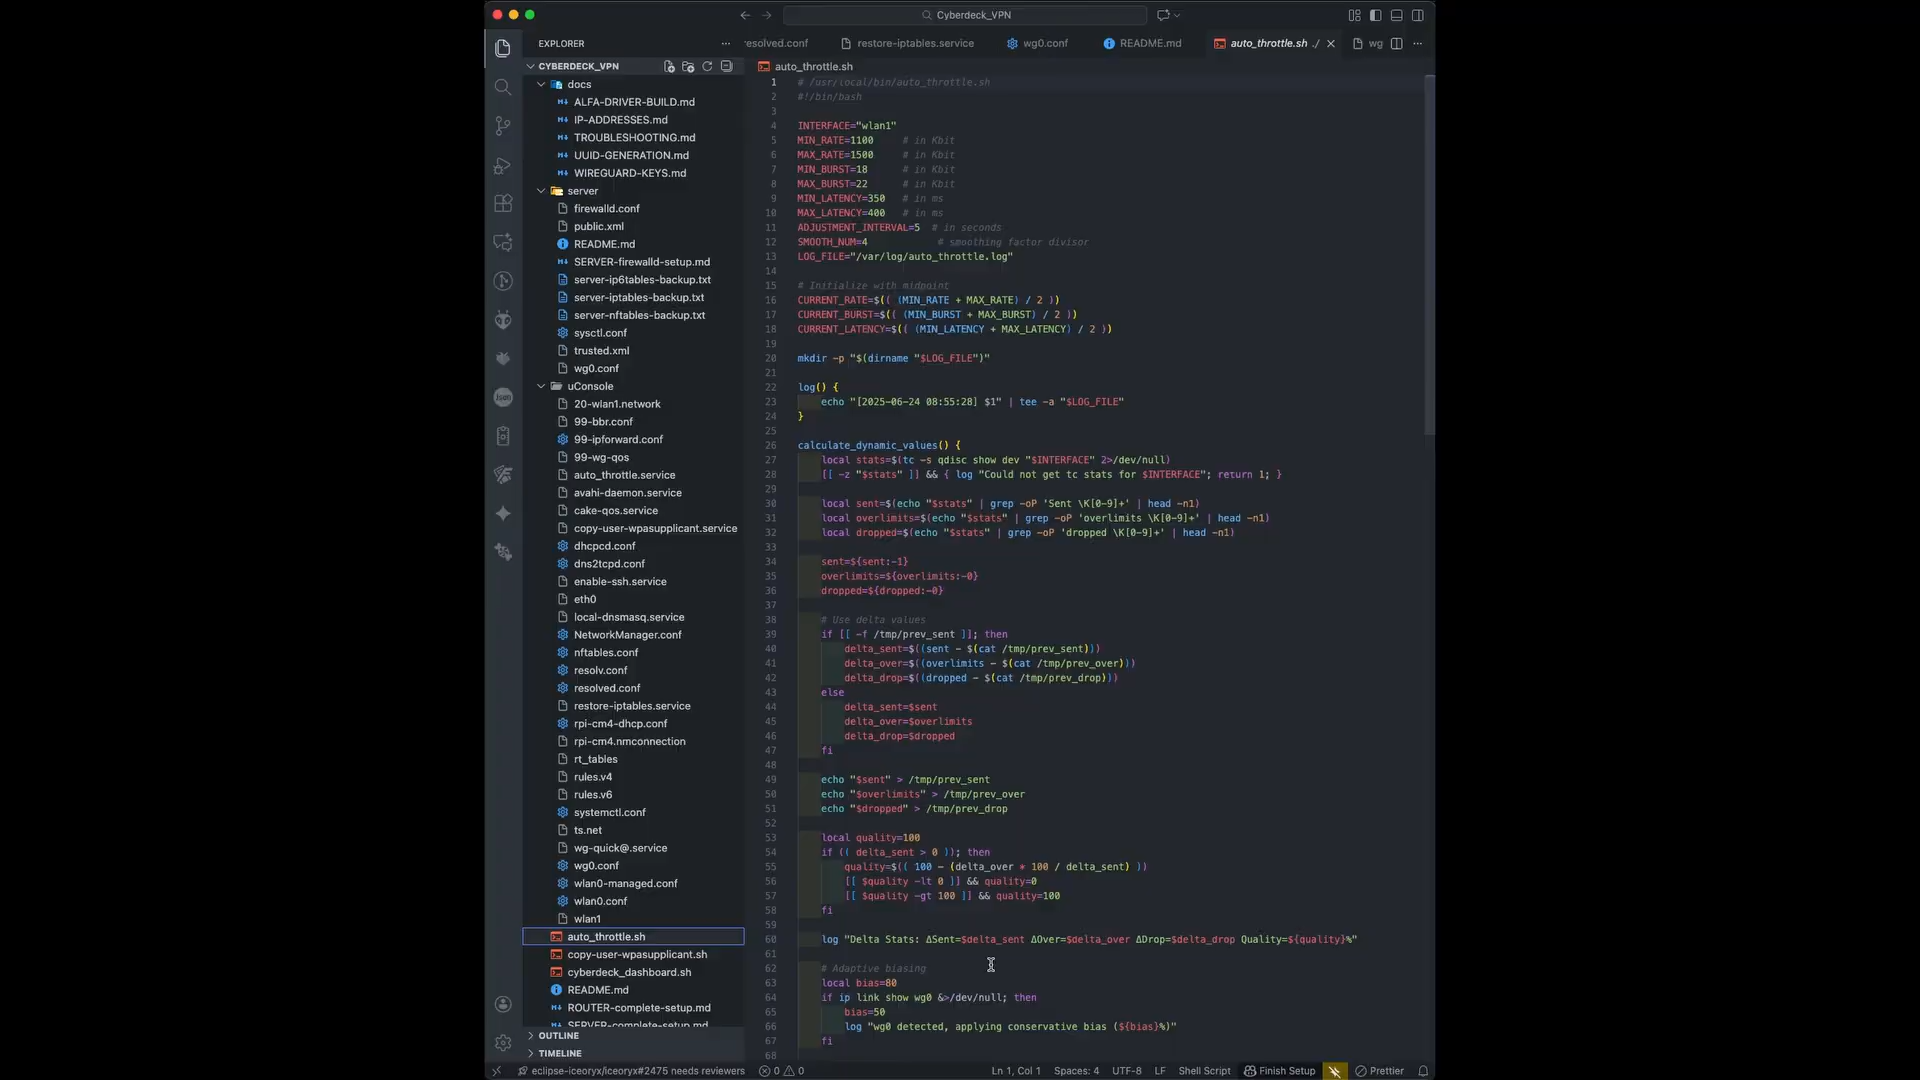 Cyberdeck_VPN
EXPLORER
esolved.conf
restore-iptables.service
wg0.conf
README.md
auto_throttle.sh ./
wg
CYBERDECK_VPN
docs
ALFA-DRIVER-BUILD.md
IP-ADDRESSES.md
TROUBLESHOOTING.md
UUID-GENERATION.md
WIREGUARD-KEYS.md
server
firewalld.conf
public.xml
README.md
SERVER-firewalld-setup.md
server-ip6tables-backup.txt
server-iptables-backup.txt
server-nftables-backup.txt
sysctl.conf
trusted.xml
wg0.conf
uConsole
20-wlan1.network
99-bbr.conf
99-ipforward.conf
99-wg-qos
auto_throttle.service
avahi-daemon.service
cake-qos.service
copy-user-wpasupplicant.service
dhcpcd.conf
dns2tcpd.conf
enable-ssh.service
eth0
local-dnsmasq.service
NetworkManager.conf
nftables.conf
resolv.conf
resolved.conf
restore-iptables.service
rpi-cm4-dhcp.conf
rpi-cm4.nmconnection
rt_tables
rules.v4
rules.v6
systemctl.conf
ts.net
wg-quick@.service
wg0.conf
wlan0-managed.conf
wlan0.conf
wlan1
auto_throttle.sh
copy-user-wpasupplicant.sh
cyberdeck_dashboard.sh
README.md
ROUTER-complete-setup.md
SERVER-complete-setup.md
OUTLINE
TIMELINE
auto_throttle.sh
1 # /usr/local/bin/auto_throttle.sh
2 #!/bin/bash
3
4 INTERFACE="wlan1"
5 MIN_RATE=1100 # in Kbit
6 MAX_RATE=1500 # in Kbit
7 MIN_BURST=18 # in Kbit
8 MAX_BURST=22 # in Kbit
9 MIN_LATENCY=350 # in ms
10 MAX_LATENCY=400 # in ms
11 ADJUSTMENT_INTERVAL=5 # in seconds
12 SMOOTH_NUM=4 # smoothing factor divisor
13 LOG_FILE="/var/log/auto_throttle.log"
14
15 # Initialize with midpoint
16 CURRENT_RATE=$(( (MIN_RATE + MAX_RATE) / 2 ))
17 CURRENT_BURST=$(( (MIN_BURST + MAX_BURST) / 2 ))
18 CURRENT_LATENCY=$(( (MIN_LATENCY + MAX_LATENCY) / 2 ))
19
20 mkdir -p "$(dirname "$LOG_FILE")"
21
22 log() {
23 echo "[2025-06-24 08:55:28] $1" | tee -a "$LOG_FILE"
24 }
25
26 calculate_dynamic_values() {
27 local stats=$(tc -s qdisc show dev "$INTERFACE" 2>/dev/null)
28 [[ -z "$stats" ]] && { log "Could not get tc stats for $INTERFACE"; return 1; }
29
30 local sent=$(echo "$stats" | grep -oP 'Sent \K[0-9]+' | head -n1)
31 local overlimits=$(echo "$stats" | grep -oP 'overlimits \K[0-9]+' | head -n1)
32 local dropped=$(echo "$stats" | grep -oP 'dropped \K[0-9]+' | head -n1)
33
34 sent=${sent:-1}
35 overlimits=${overlimits:-0}
36 dropped=${dropped:-0}
37
38 # Use delta values
39 if [[ -f /tmp/prev_sent ]]; then
40 delta_sent=$((sent - $(cat /tmp/prev_sent)))
41 delta_over=$((overlimits - $(cat /tmp/prev_over)))
42 delta_drop=$((dropped - $(cat /tmp/prev_drop)))
43 else
44 delta_sent=$sent
45 delta_over=$overlimits
46 delta_drop=$dropped
47 fi
48
49 echo "$sent" > /tmp/prev_sent
50 echo "$overlimits" > /tmp/prev_over
51 echo "$dropped" > /tmp/prev_drop
52
53 local quality=100
54 if (( delta_sent > 0 )); then
55 quality=$(( 100 - (delta_over * 100 / delta_sent) ))
56 [[ $quality -lt 0 ]] && quality=0
57 [[ $quality -gt 100 ]] && quality=100
58 fi
59
60 log "Delta Stats: ΔSent=$delta_sent ΔOver=$delta_over ΔDrop=$delta_drop Quality=${quality}%"
61
62 # Adaptive biasing
63 local bias=80
64 if ip link show wg0 &>/dev/null; then
65 bias=50
66 log "wg0 detected, applying conservative bias (${bias}%)"
67 fi
68
eclipse-iceoryx/iceoryx#2475 needs reviewers
0
0
Ln 1, Col 1
Spaces: 4
UTF-8
LF
Shell Script
Finish Setup
Prettier